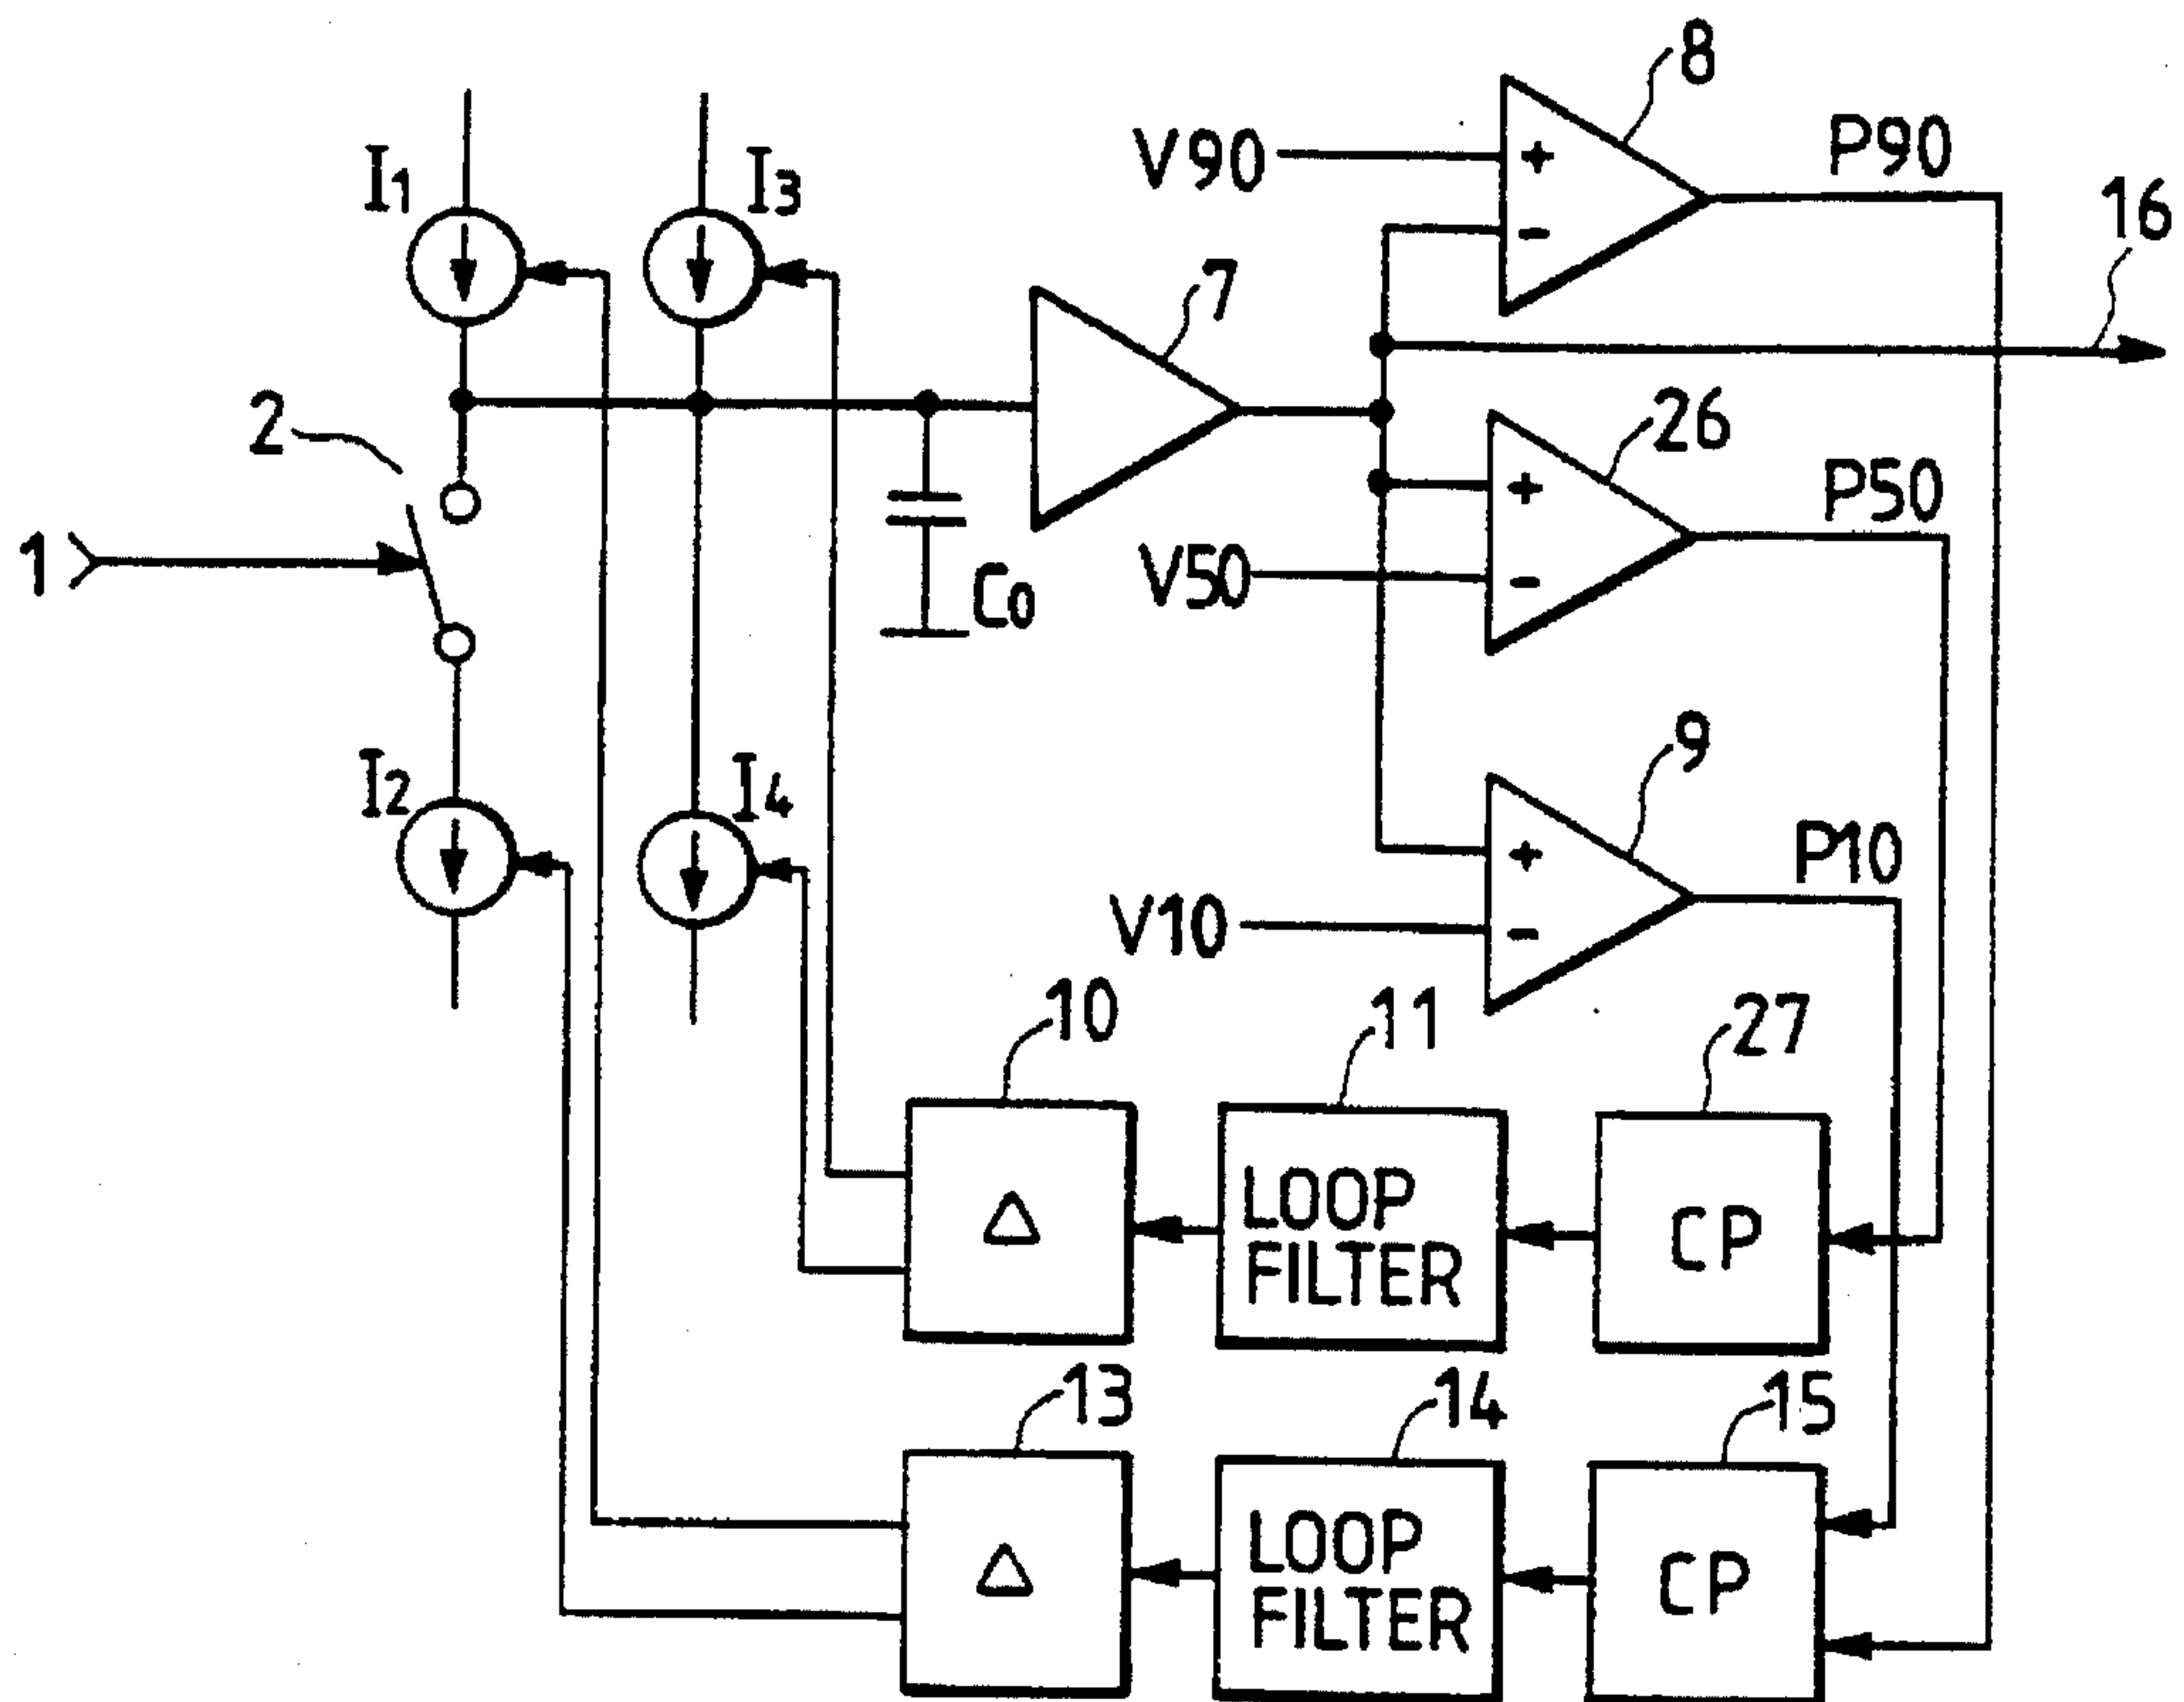 8
V90
+
-
P90
16
I1
I3
7
2
26
1
V50
+
-
P50
C0
I2
I4
9
V10
+
-
P10
10
11
27
Δ
LOOP
FILTER
CP
13
14
15
Δ
LOOP
FILTER
CP